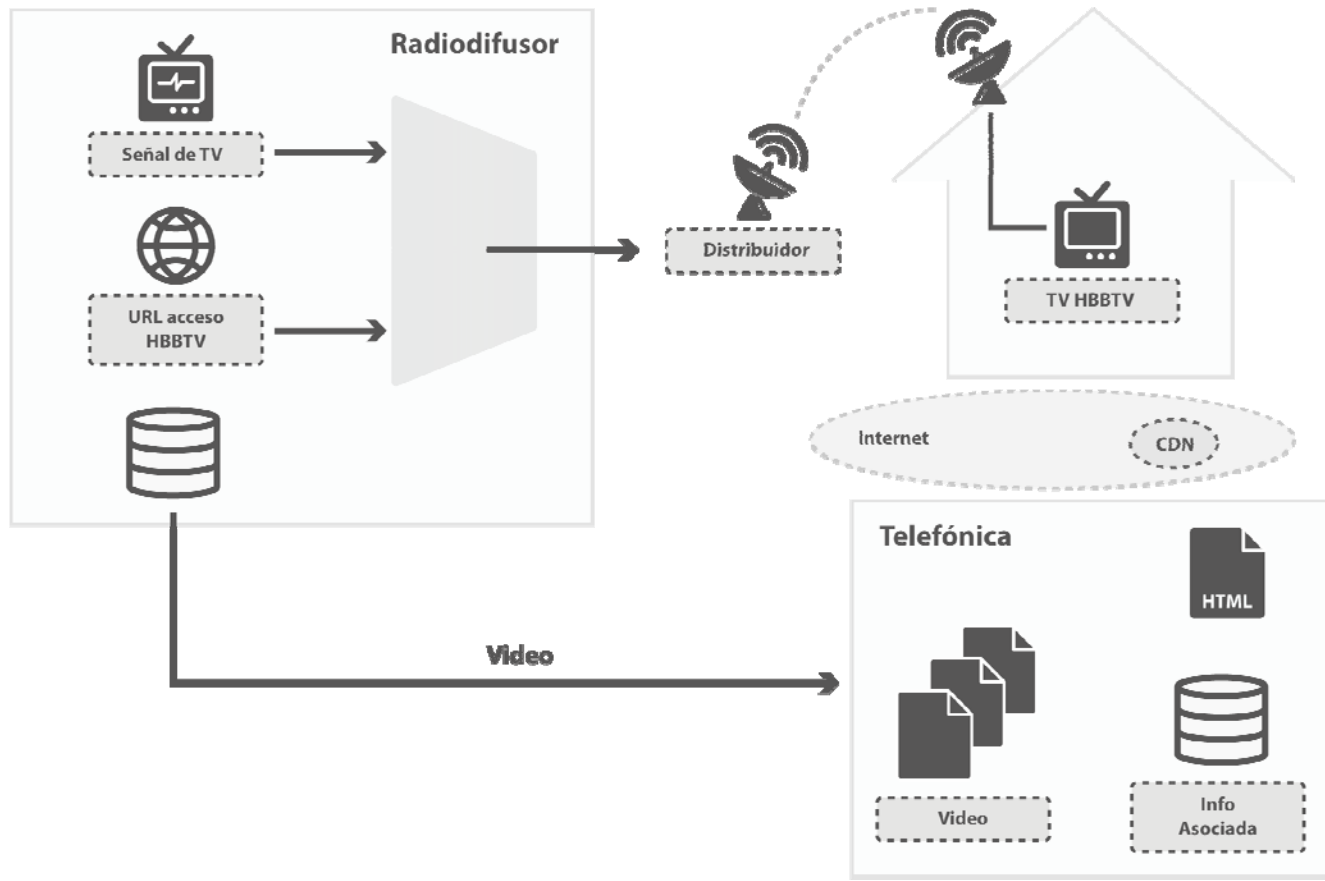 Radiodifusor
Señal de TV
URL acceso
HBBTV
Distribuidor
TV HBBTV
Internet
CDN
Telefónica
HTML
Video
Video
Info
Asociada